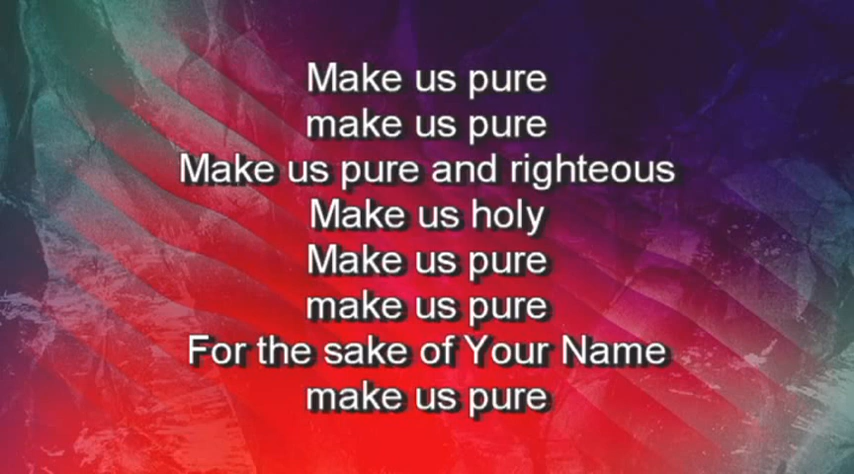 Make us pure
make us pure
Make us pure and righteous
Make us holy
Make us pure
make us pure
For the sake of Your Name
make us pure